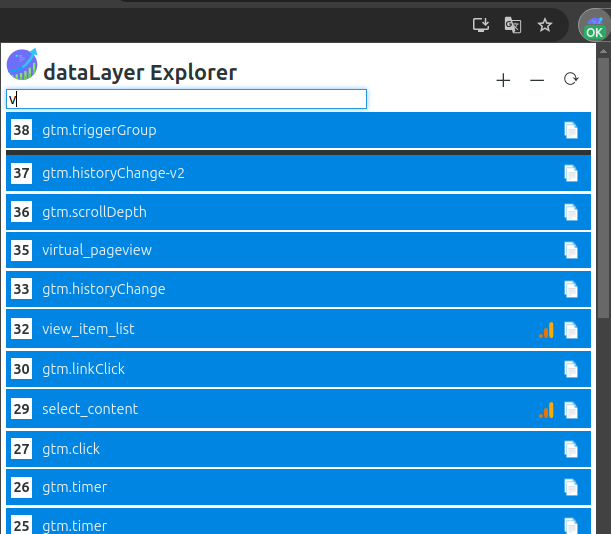 OK
dataLayer Explorer
v
38 gtm.triggerGroup
37 gtm.historyChange-v2
36 gtm.scrollDepth
35 virtual_pageview
33 gtm.historyChange
32 view_item_list
30 gtm.linkClick
29 select_content
27 gtm.click
26 gtm.timer
25 gtm.timer